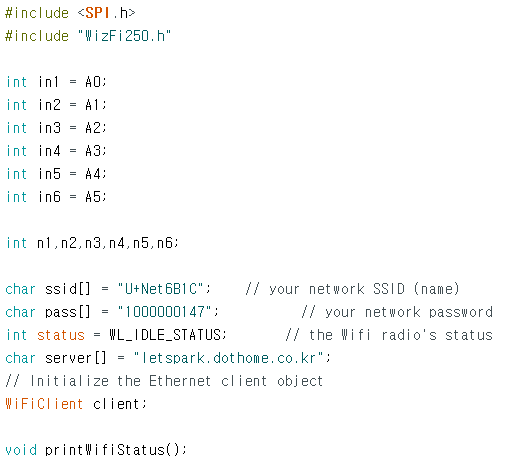 #include <SPI.h>
#include "WizFi250.h"
int in1 = A0;
int in2 = A1;
int in3 = A2;
int in4 = A3;
int in5 = A4;
int in6 = A5;
int n1,n2,n3,n4,n5,n6;
char ssid[] = "U+Net6B1C";    // your network SSID (name)
char pass[] = "1000000147";          // your network password
int status = WL_IDLE_STATUS;       // the Wifi radio's status
char server[] = "letspark.dothome.co.kr";
// Initialize the Ethernet client object
WiFiClient client;
void printWifiStatus();